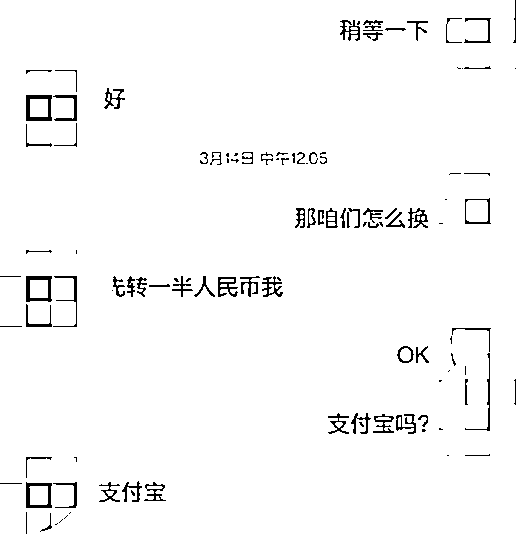 稍等一下
好
3月14日 中午12:05
那咱们怎么换
先转一半人民币我
OK
支付宝吗?
支付宝